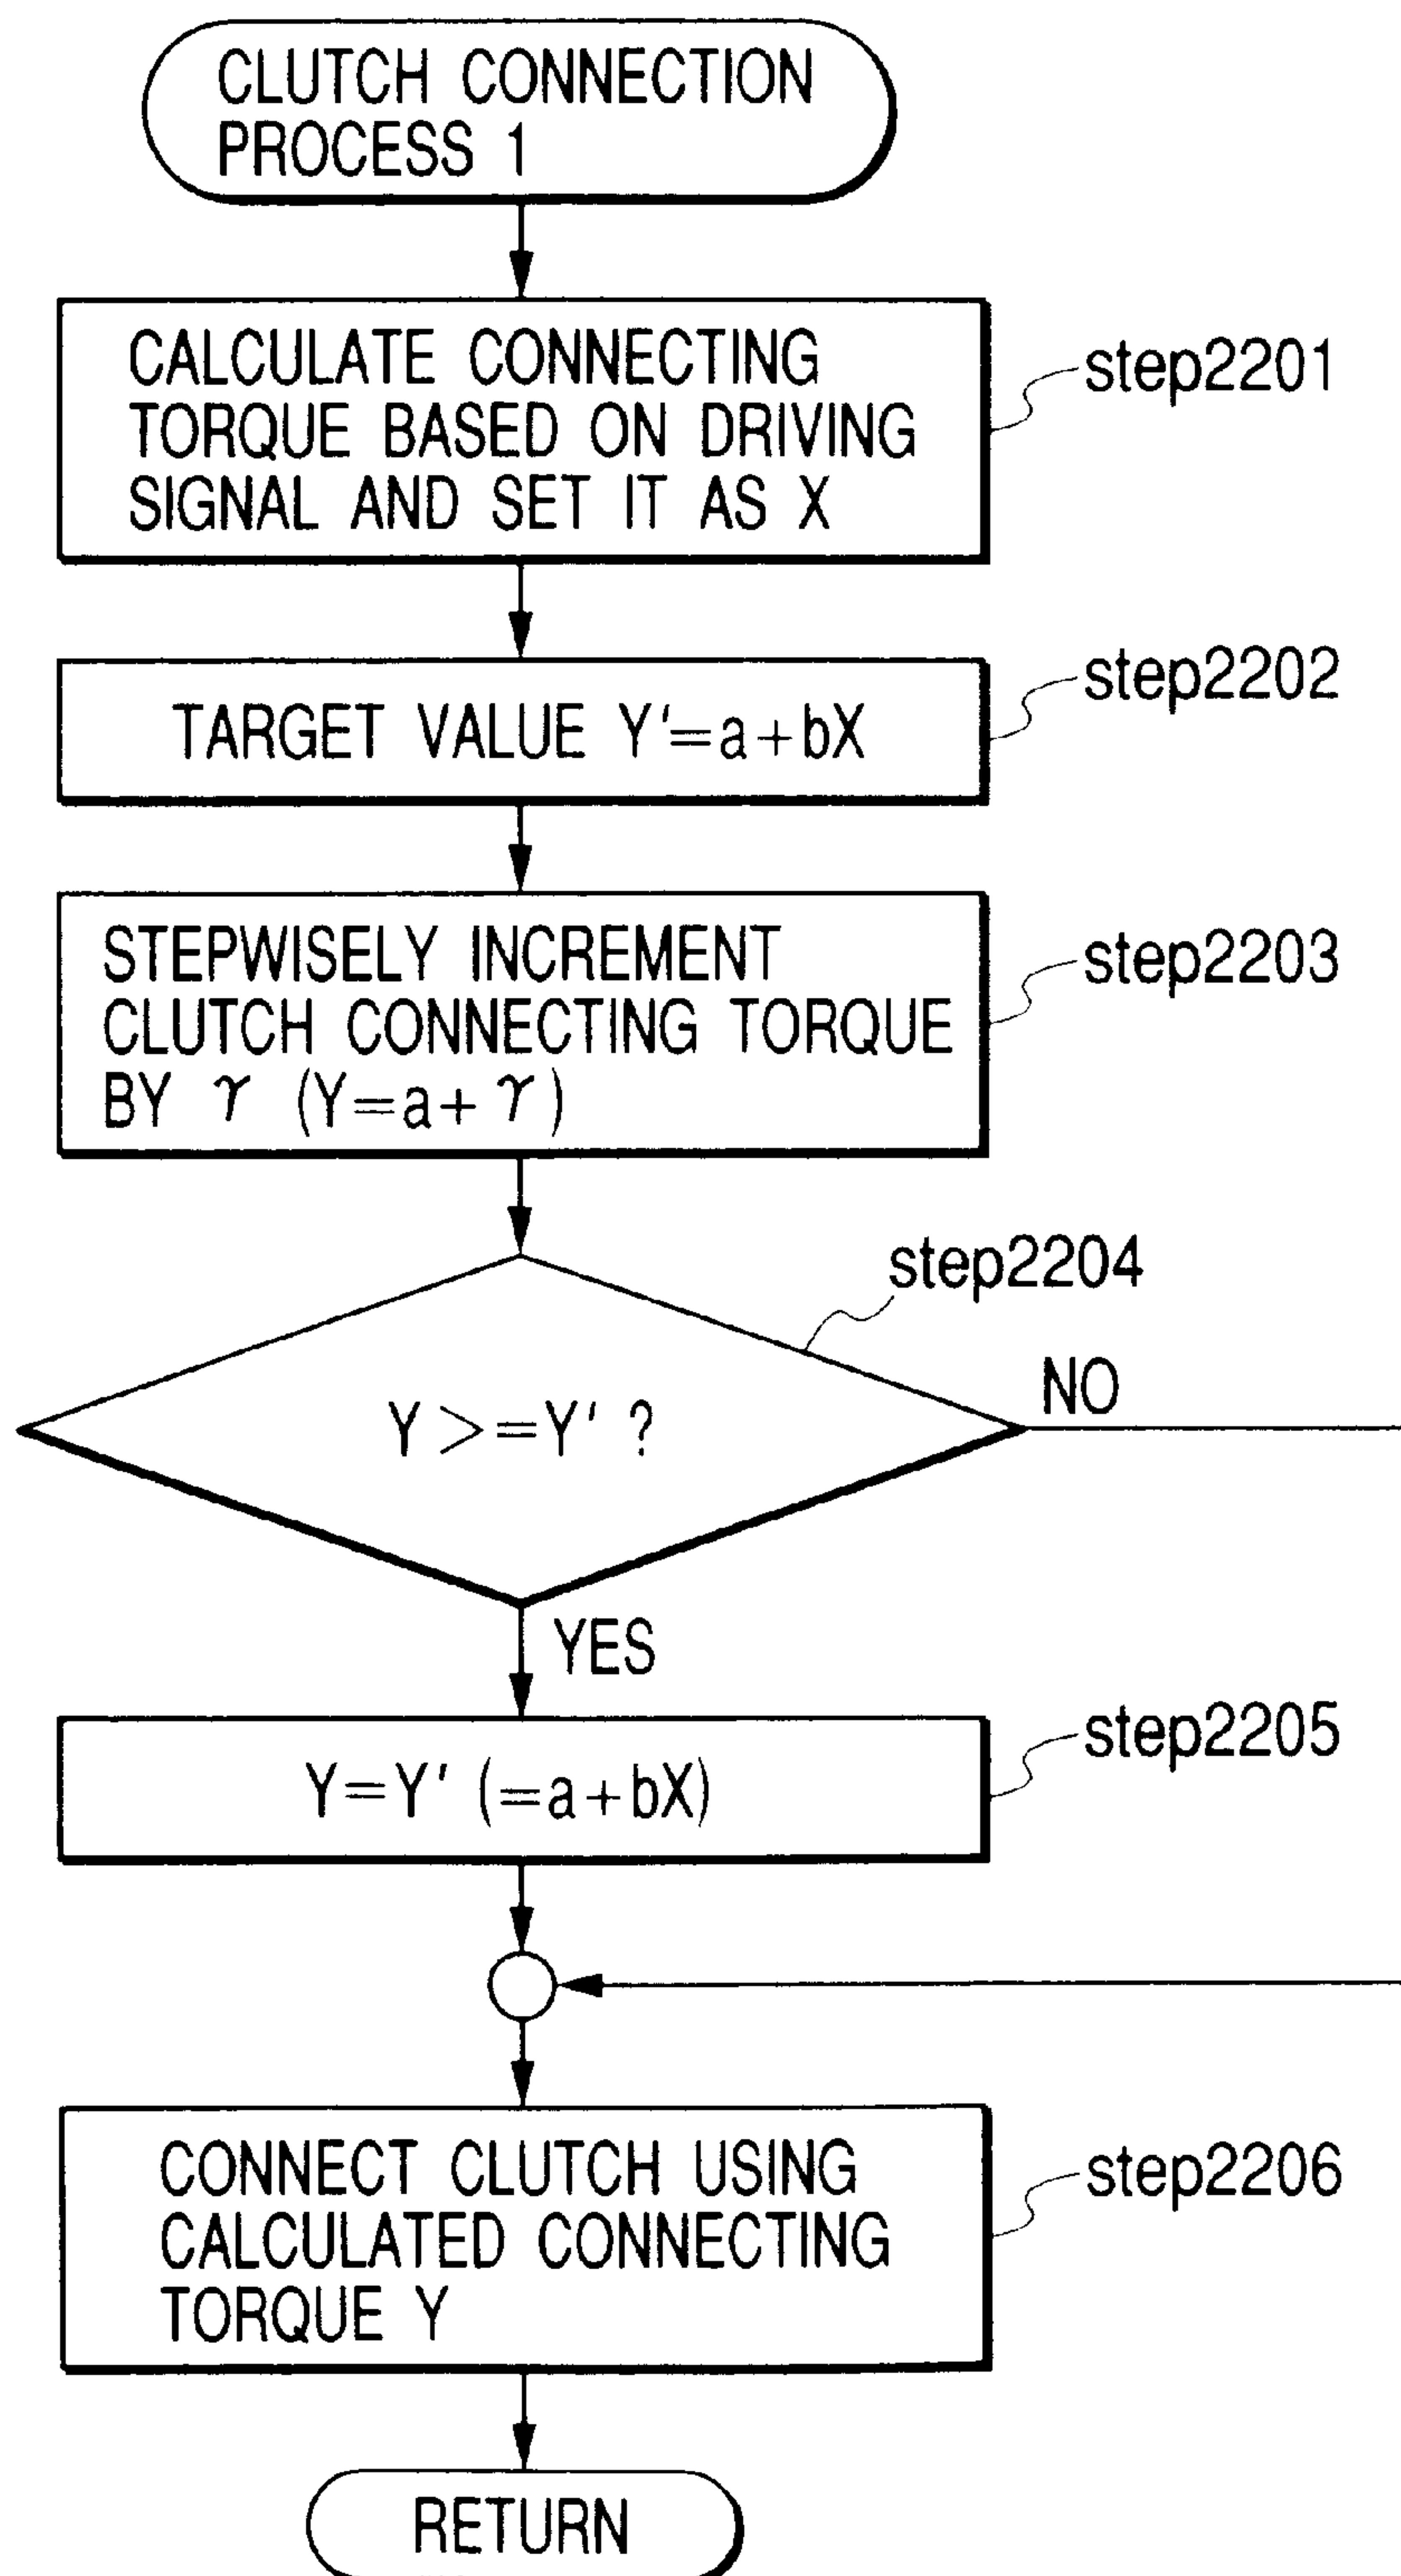 CLUTCH CONNECTION
PROCESS 1
CALCULATE CONNECTING
TORQUE BASED ON DRIVING
SIGNAL AND SET IT AS X
step2201
TARGET VALUE Y'=a+bX
step2202
STEPWISELY INCREMENT
CLUTCH CONNECTING TORQUE
BY γ (Y=a+γ)
step2203
step2204
Y>=Y' ?
NO
YES
Y=Y' (=a+bX)
step2205
CONNECT CLUTCH USING
CALCULATED CONNECTING
TORQUE Y
step2206
RETURN